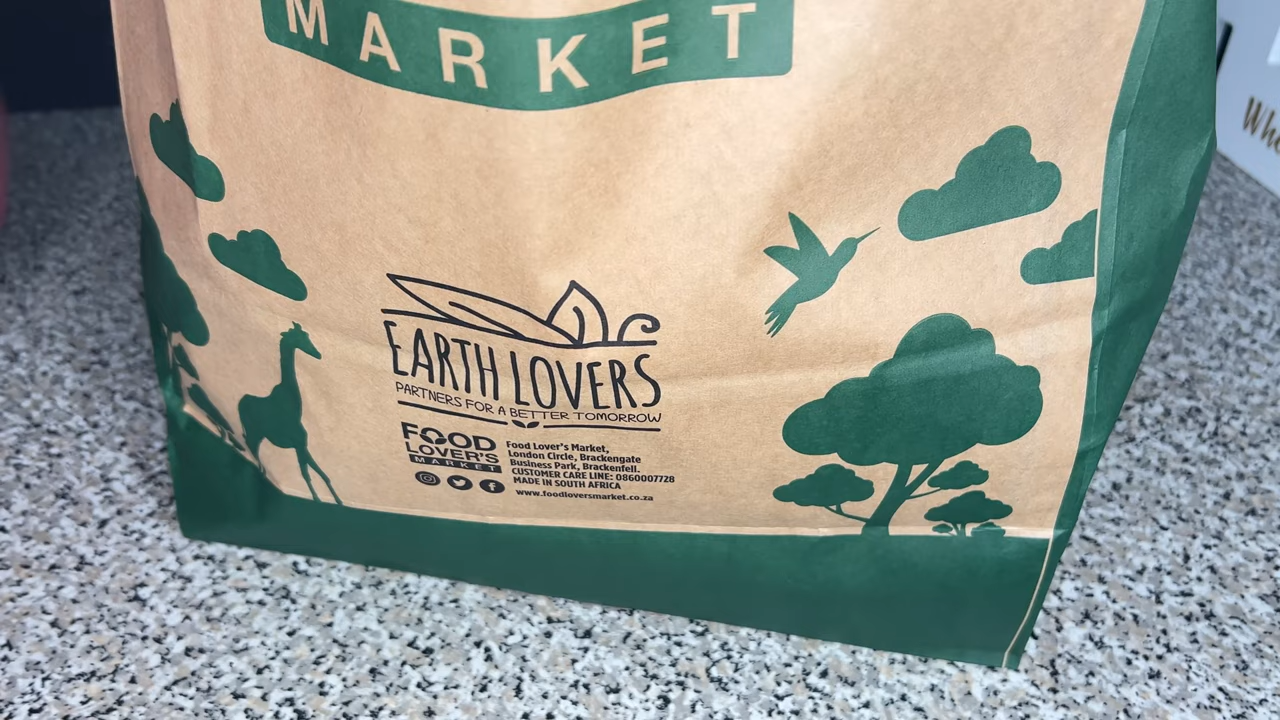 MARKET
EARTH LOVERS
PARTNERS FOR A BETTER TOMORROW
FOOD
LOVER'S
MARKET
Food Lover's Market,
London Circle, Brackengate
Business Park, Brackenfell.
CUSTOMER CARE LINE: 0860007728
MADE IN SOUTH AFRICA
www.foodloversmarket.co.za